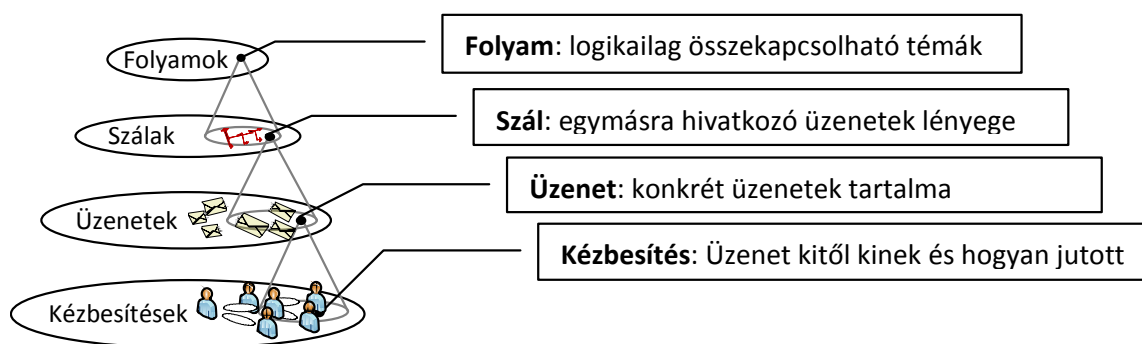 Folyamok
Folyam: logikailag összekapcsolható témák
Szálak
Szál: egymásra hivatkozó üzenetek lényege
Üzenetek
Üzenet: konkrét üzenetek tartalma
Kézbesítések
Kézbesítés: Üzenet kitől kinek és hogyan jutott